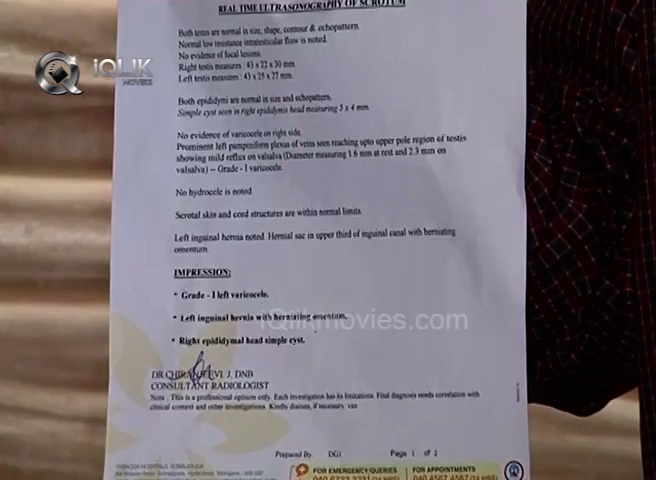 REAL TIME ULTRASONOGRAPHY OF SCROTUM
Both testes are normal in size, shape, contour & echopattern.
Normal low resistance intratesticular flow is noted.
No evidence of focal lesions.
Right testis measures : 43 x 22 x 30 mm.
Left testis measures : 43 x 25 x 27 mm.
iQLIK
MOVIES
Both epididymi are normal in size and echopattern.
Simple cyst seen in right epididymis head measuring 3 x 4 mm.
No evidence of varicocele on right side.
Prominent left pampiniform plexus of veins seen reaching upto upper pole region of testis
showing mild reflux on valsalva (Diameter measuring 1.6 mm at rest and 2.3 mm on
valsalva) – Grade - I varicocele.
No hydrocele is noted
Scrotal skin and cord structures are within normal limits.
Left inguinal hernia noted. Hernial sac in upper third of inguinal canal with herniating
omentum
IMPRESSION:
• Grade - I left varicocele.
• Left inguinal hernia with herniating omentum.
iQlikmovies.com
• Right epididymal head simple cyst.
DR CHIRANJEEVI J, DNB
CONSULTANT RADIOLOGIST
Note : This is a professional opinion only. Each investigation has its limitations. Final diagnosis needs correlation with
clinical context and other investigations. Kindly discuss, if necessary.
Prepared By: DG1 Page 1 of 2
YASHODA HOSPITALS, SOMAJIGUDA
FOR EMERGENCY QUERIES
FOR APPOINTMENTS